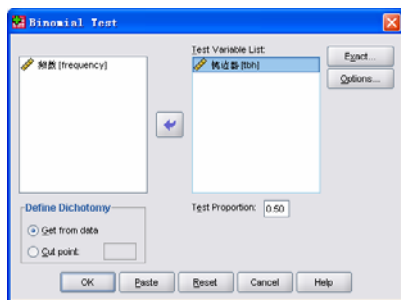 Binomial Test
频数 [frequency]
Test Variable List:
[tbh]
Exact...
Options...
Define Dichotomy
Get from data
Cut point:
Test Proportion: 0.50
OK
Paste
Reset
Cancel
Help